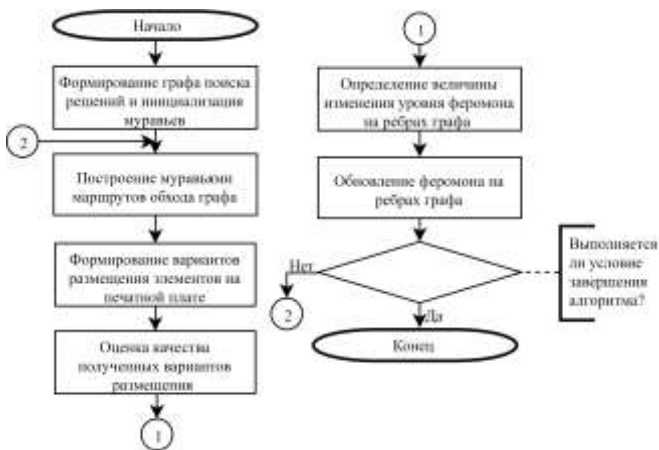 Начало
Формирование графа поиска
решений и инициализация
муравьев
2
Построение муравьями
маршрутов обхода графа
Формирование вариантов
размещения элементов на
печатной плате
Оценка качества
полученных вариантов
размещения
1
1
Определение величины
изменения уровня феромона
на ребрах графа
Обновление феромона на
ребрах графа
Нет
2
Да
Конец
Выполняется
ли условие
завершения
алгоритма?